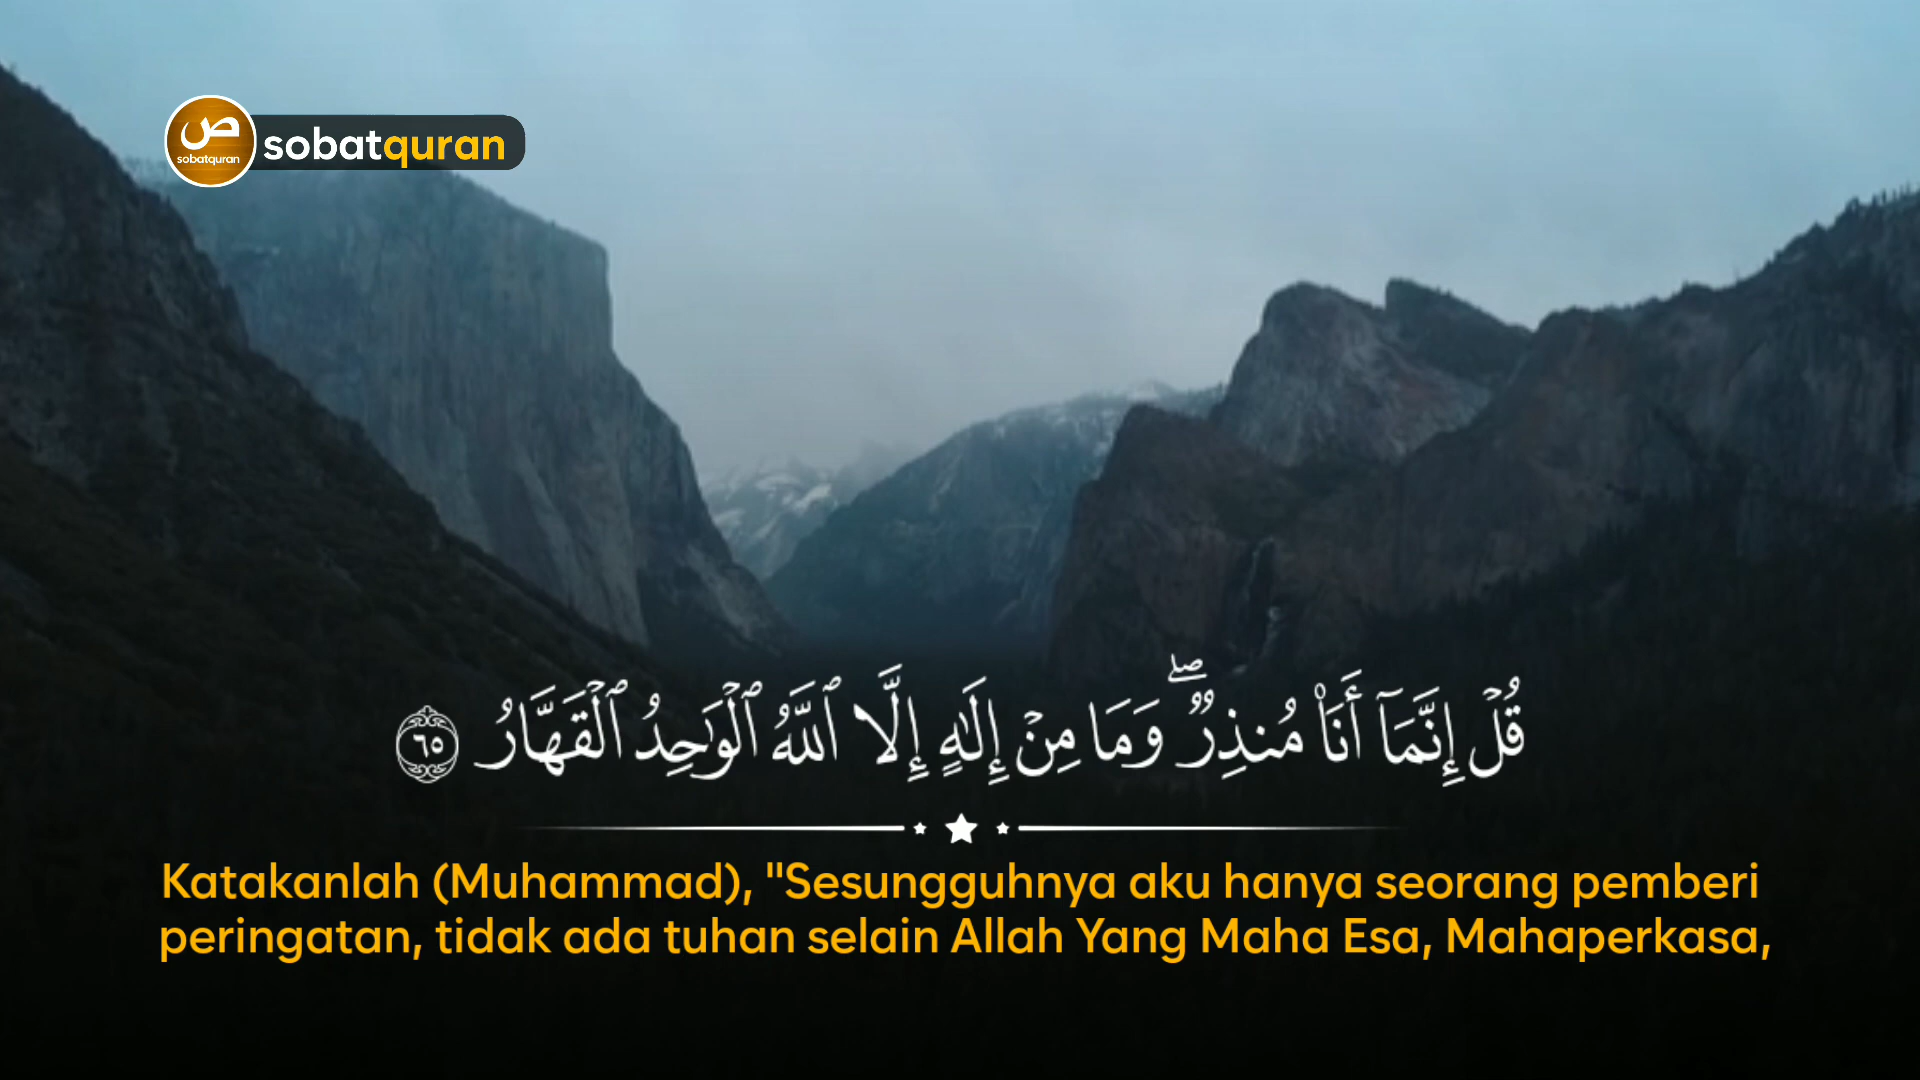 ص
sobatquran
sobatquran
قُلۡ إِنَّمَآ أَنَا۠ مُنذِرٞۖ وَمَا مِنۡ إِلَٰهٍ إِلَّا ٱللَّهُ ٱلۡوَٰحِدُ ٱلۡقَهَّارُ ٦٥
Katakanlah (Muhammad), "Sesungguhnya aku hanya seorang pemberi
peringatan, tidak ada tuhan selain Allah Yang Maha Esa, Mahaperkasa,